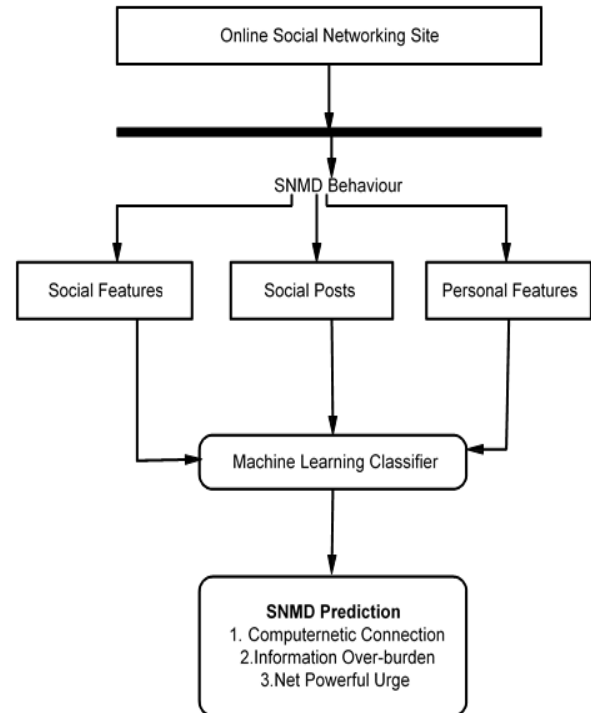 Online Social Networking Site
SNMD Behaviour
Social Features
Social Posts
Personal Features
Machine Learning Classifier
SNMD Prediction
1. Computernetic Connection
2.Information Over-burden
3.Net Powerful Urge